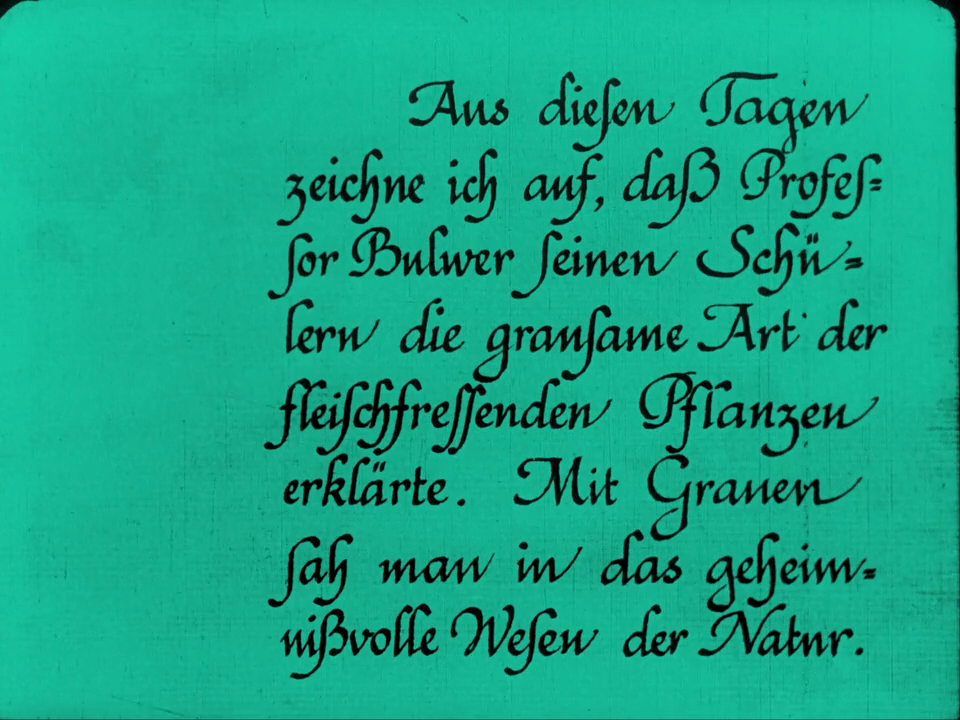 Aus dieſen Tagen
zeichne ich auf, daß Profeſ=
ſor Bulwer ſeinen Schü=
lern die grauſame Art der
fleiſchfreſſenden Pflanzen
erklärte. Mit Grauen
ſah man in das geheim=
nißvolle Weſen der Natur.